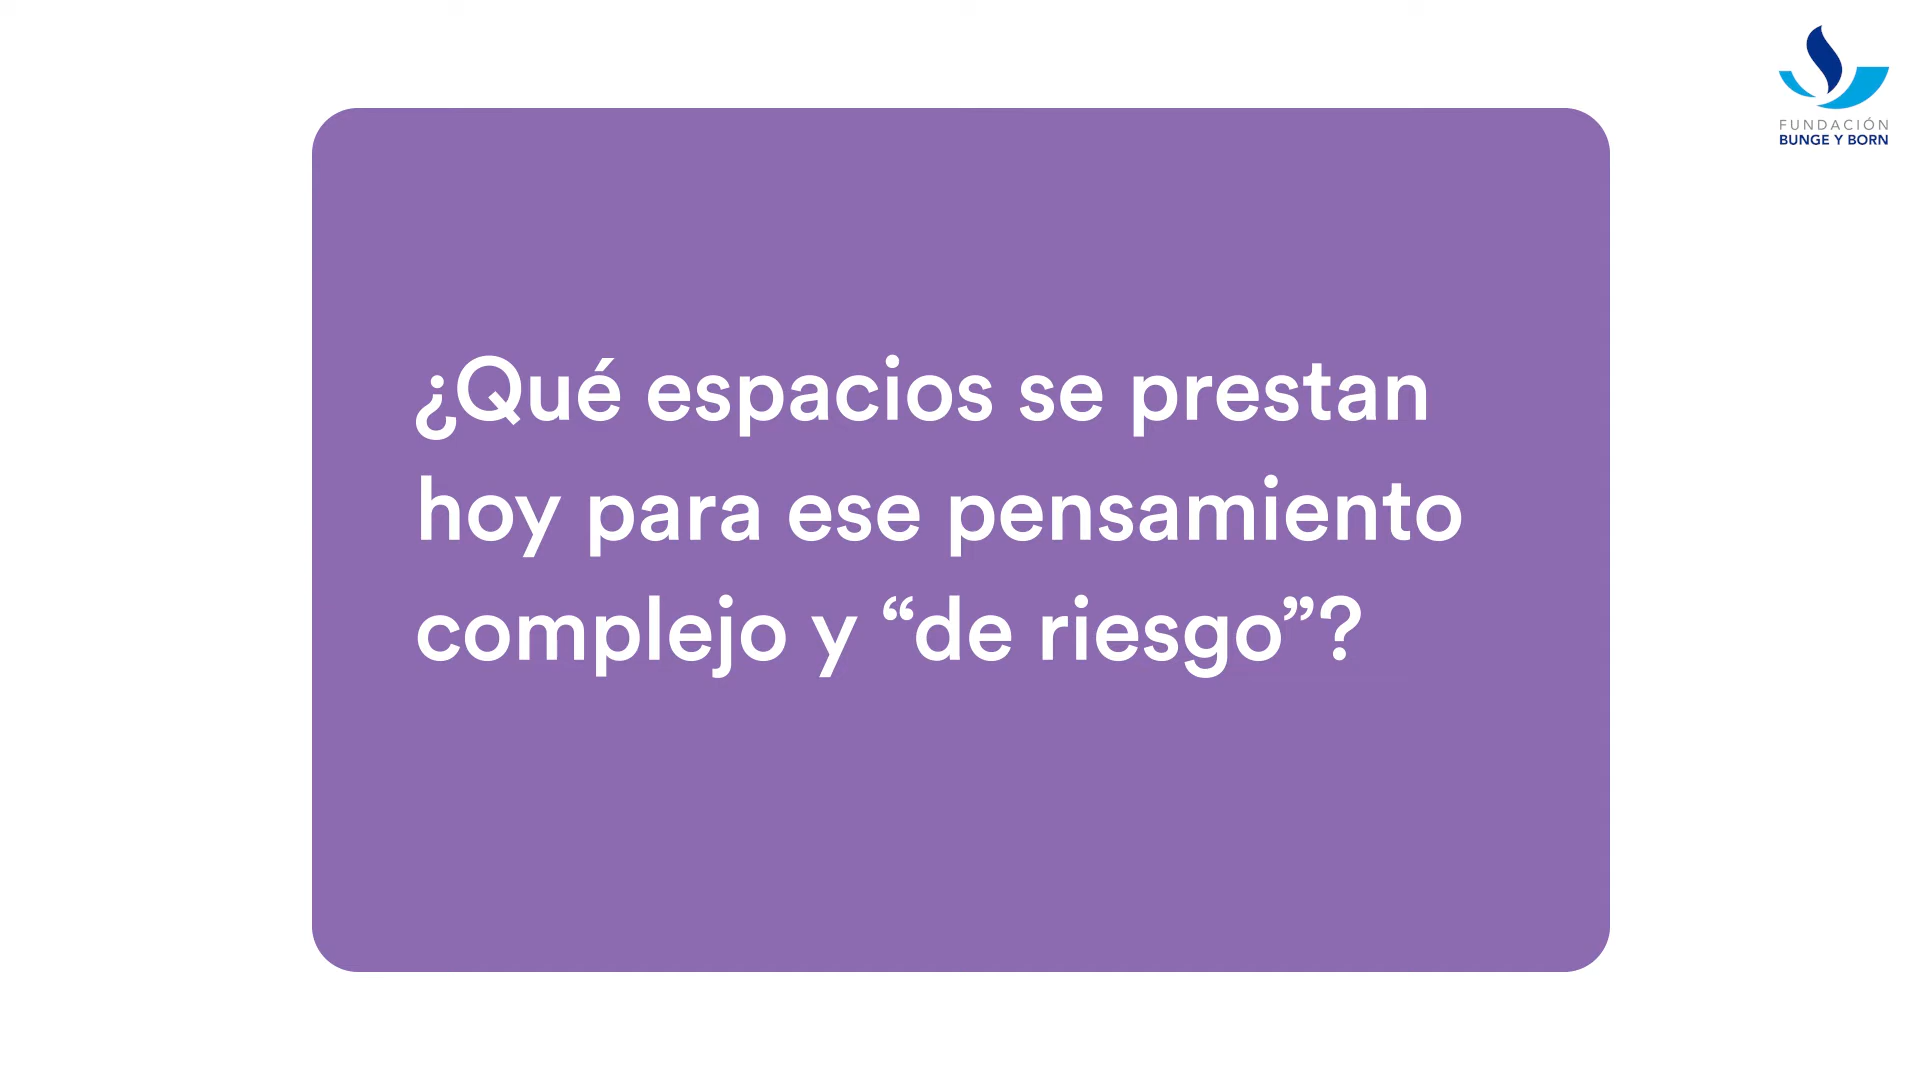 FUNDACIÓN
BUNGE Y BORN
¿Qué espacios se prestan
hoy para ese pensamiento
complejo y “de riesgo”?